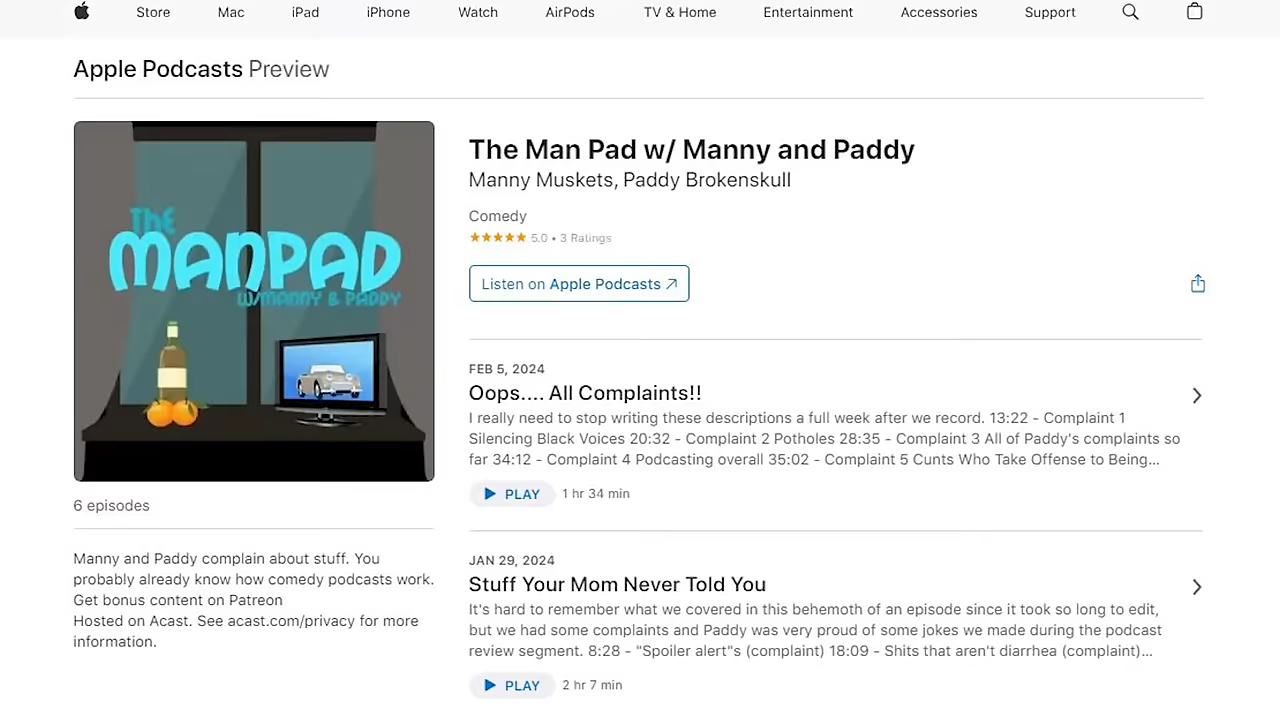 Store Mac iPad iPhone Watch AirPods TV & Home Entertainment Accessories Support
Apple Podcasts Preview
THE
MANPAD
W/MANNY & PADDY
6 episodes
Manny and Paddy complain about stuff. You
probably already know how comedy podcasts work.
Get bonus content on Patreon
Hosted on Acast. See acast.com/privacy for more
information.
The Man Pad w/ Manny and Paddy
Manny Muskets, Paddy Brokenskull
Comedy
★★★★★ 5.0 • 3 Ratings
Listen on Apple Podcasts ↗
FEB 5, 2024
Oops.... All Complaints!!
I really need to stop writing these descriptions a full week after we record. 13:22 - Complaint 1
Silencing Black Voices 20:32 - Complaint 2 Potholes 28:35 - Complaint 3 All of Paddy's complaints so
far 34:12 - Complaint 4 Podcasting overall 35:02 - Complaint 5 Cunts Who Take Offense to Being...
PLAY 1 hr 34 min
JAN 29, 2024
Stuff Your Mom Never Told You
It's hard to remember what we covered in this behemoth of an episode since it took so long to edit,
but we had some complaints and Paddy was very proud of some jokes we made during the podcast
review segment. 8:28 - "Spoiler alert"s (complaint) 18:09 - Shits that aren't diarrhea (complaint)...
PLAY 2 hr 7 min